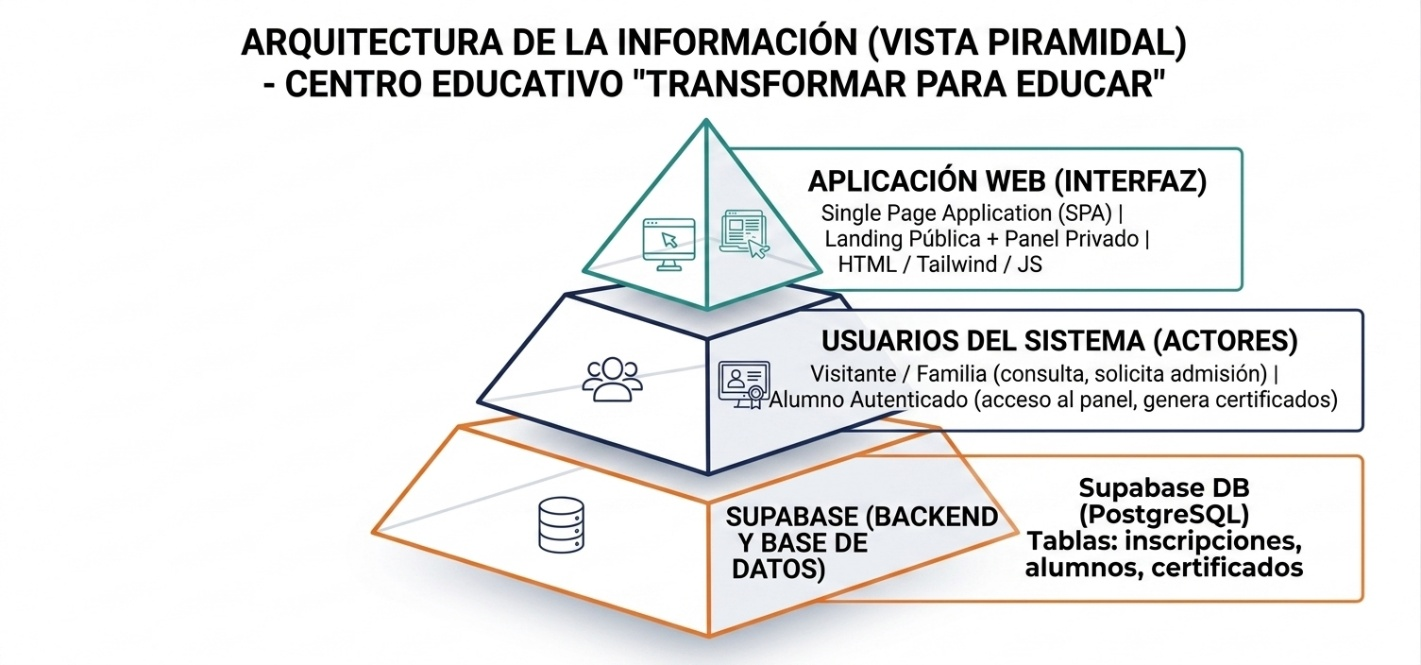 ARQUITECTURA DE LA INFORMACIÓN (VISTA PIRAMIDAL)
- CENTRO EDUCATIVO "TRANSFORMAR PARA EDUCAR"
APLICACIÓN WEB (INTERFAZ)
Single Page Application (SPA) |
Landing Pública + Panel Privado |
HTML / Tailwind / JS
USUARIOS DEL SISTEMA (ACTORES)
Visitante / Familia (consulta, solicita admisión) |
Alumno Autenticado (acceso al panel, genera certificados)
SUPABASE (BACKEND
Y BASE DE
DATOS)
Supabase DB
(PostgreSQL)
Tablas: inscripciones,
alumnos, certificados